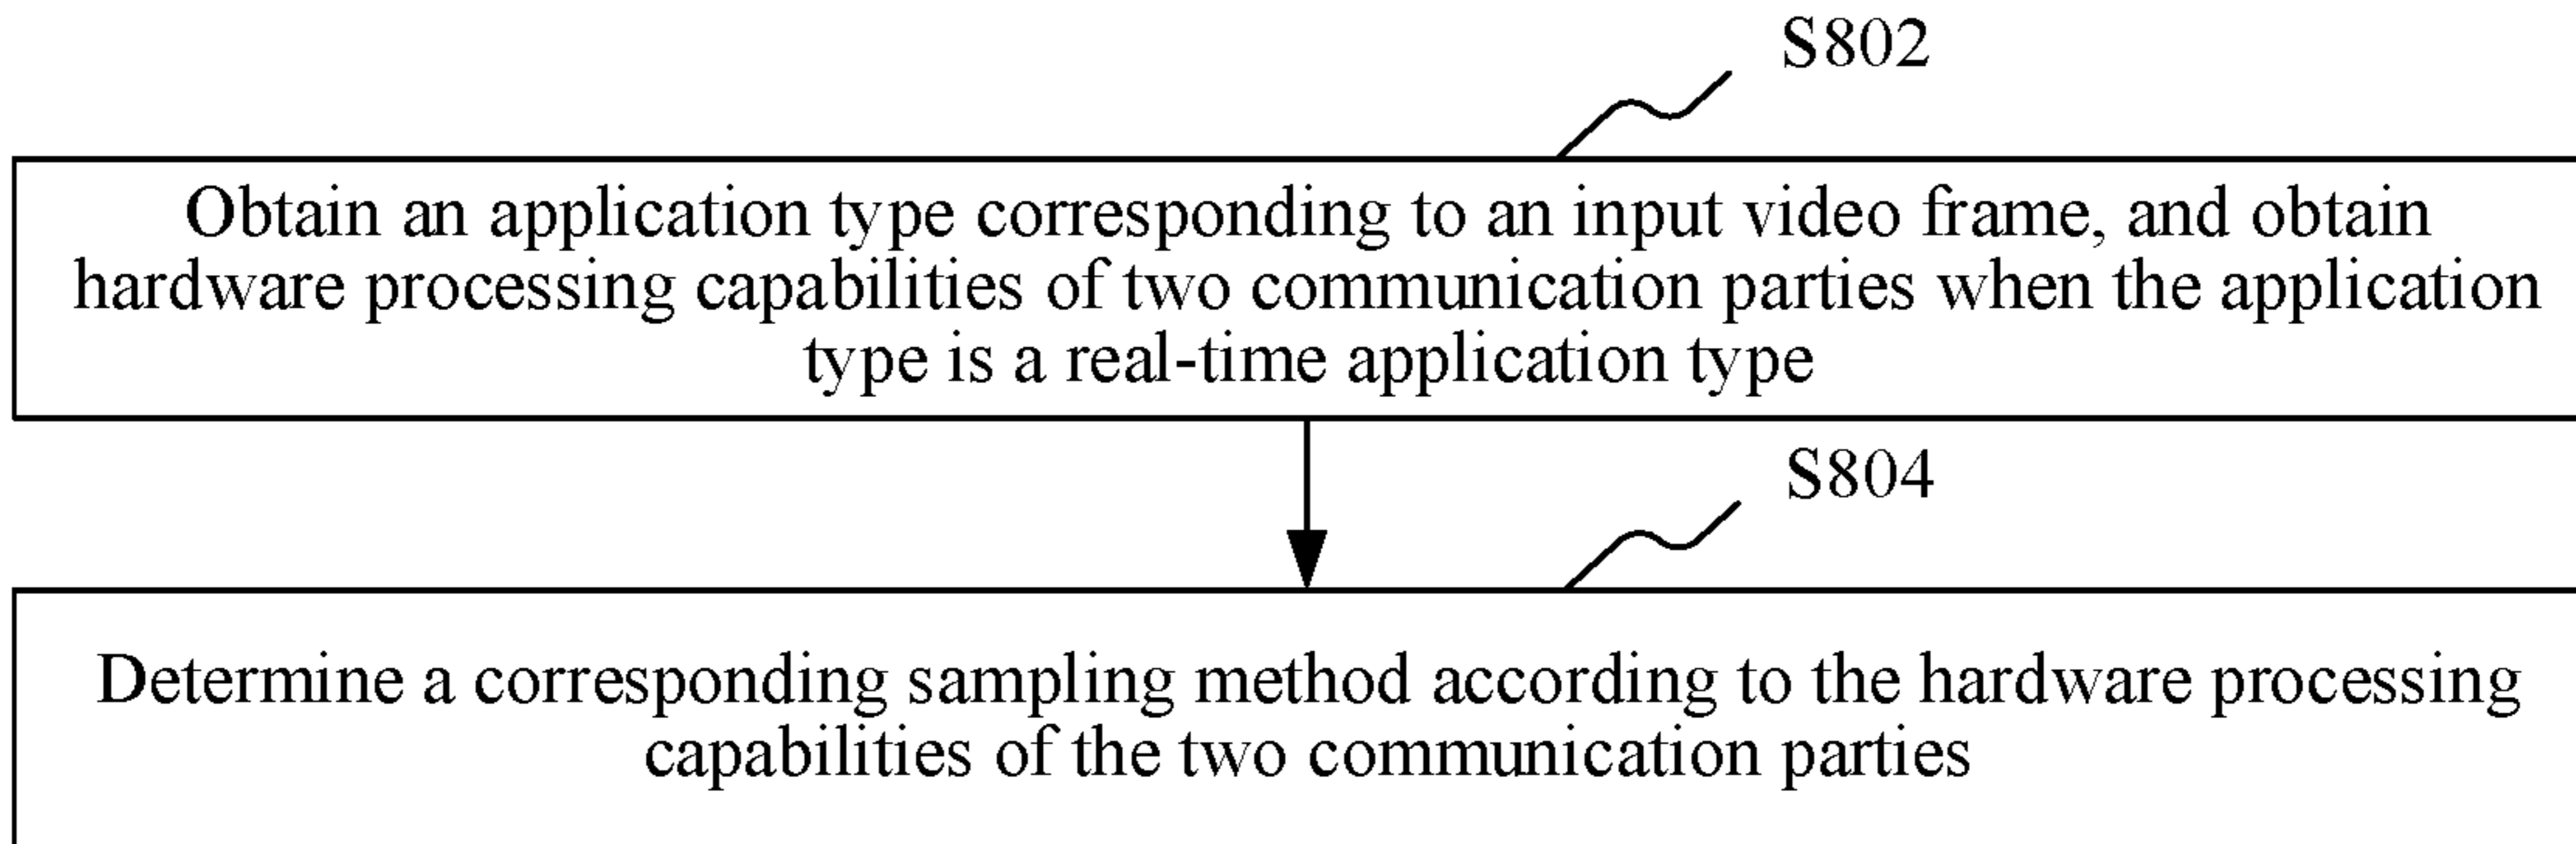 S802
Obtain an application type corresponding to an input video frame, and obtain
hardware processing capabilities of two communication parties when the application
type is a real-time application type
S804
Determine a corresponding sampling method according to the hardware processing
capabilities of the two communication parties